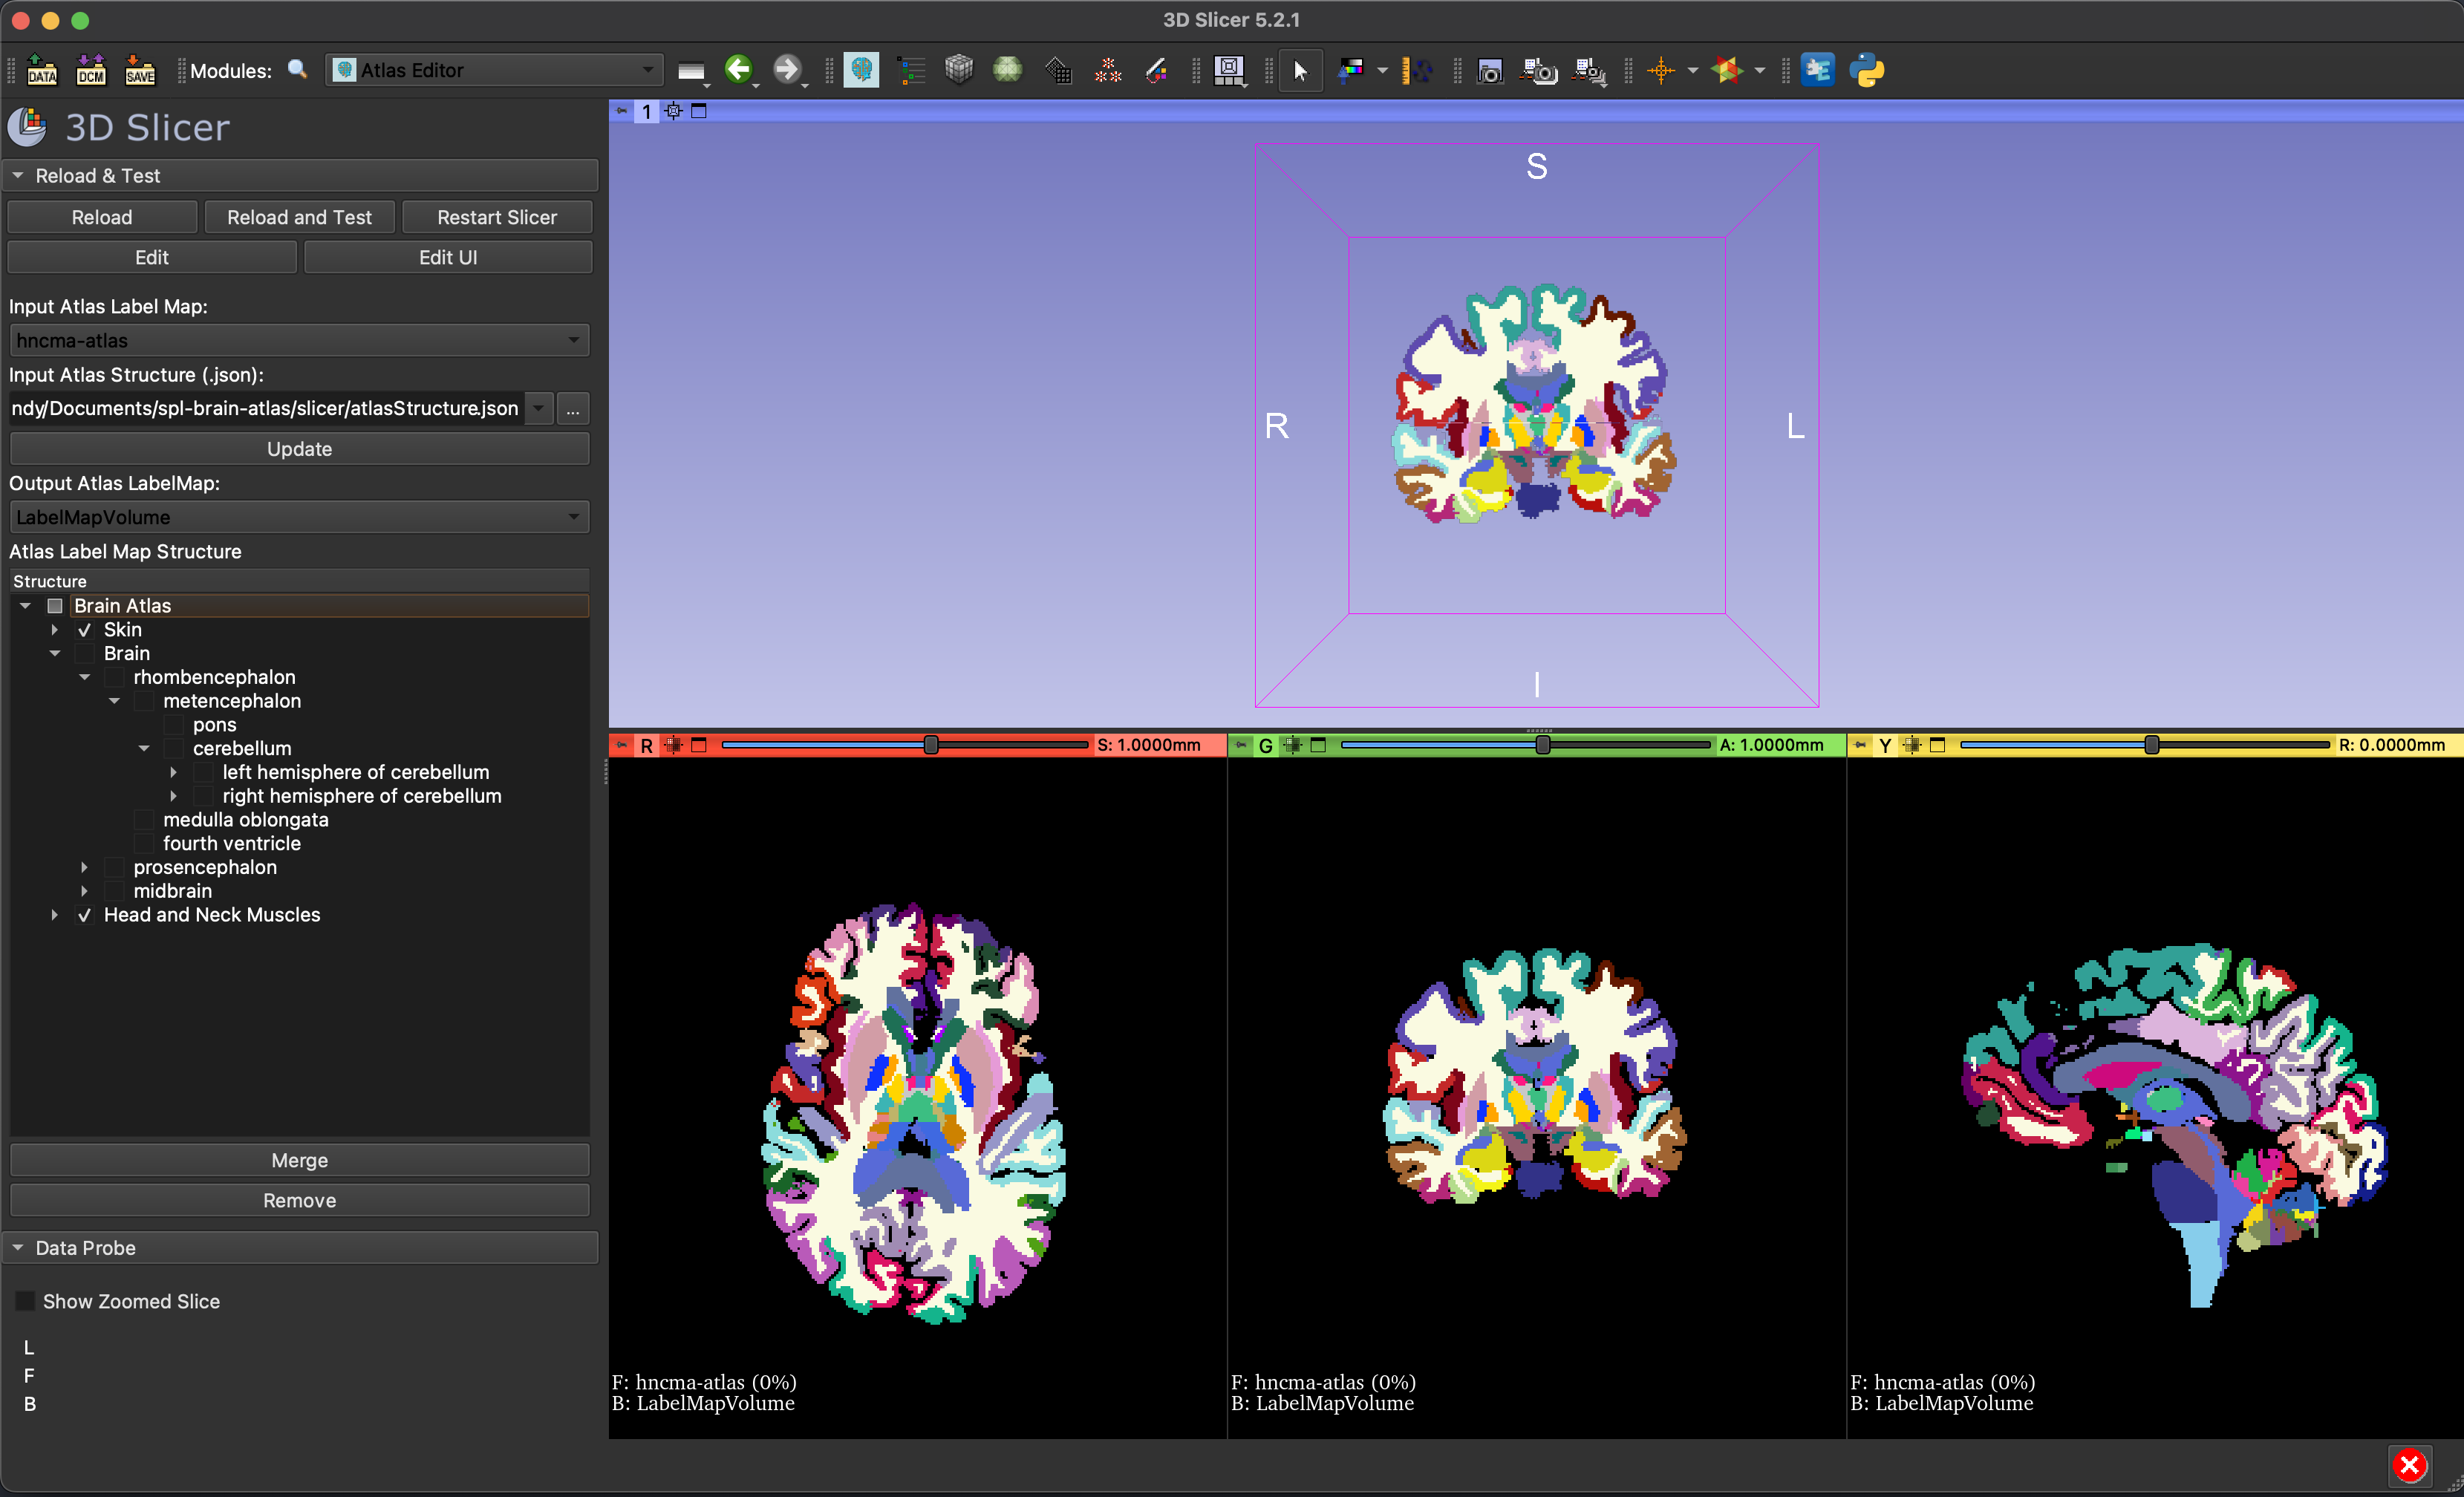 3D Slicer 5.2.1
DATA
DCM
SAVE
Modules:
Atlas Editor
3D Slicer
Reload & Test
Reload
Reload and Test
Restart Slicer
Edit
Edit UI
Input Atlas Label Map:
hncma-atlas
Input Atlas Structure (.json):
ndy/Documents/spl-brain-atlas/slicer/atlasStructure.json
...
Update
Output Atlas LabelMap:
LabelMapVolume
Atlas Label Map Structure
Structure
Brain Atlas
Skin
Brain
rhombencephalon
metencephalon
pons
cerebellum
left hemisphere of cerebellum
right hemisphere of cerebellum
medulla oblongata
fourth ventricle
prosencephalon
midbrain
Head and Neck Muscles
Merge
Remove
Data Probe
Show Zoomed Slice
L
F
B
1
S
R
L
I
R
S: 1.0000mm
F: hncma-atlas (0%)
B: LabelMapVolume
G
A: 1.0000mm
F: hncma-atlas (0%)
B: LabelMapVolume
Y
R: 0.0000mm
F: hncma-atlas (0%)
B: LabelMapVolume